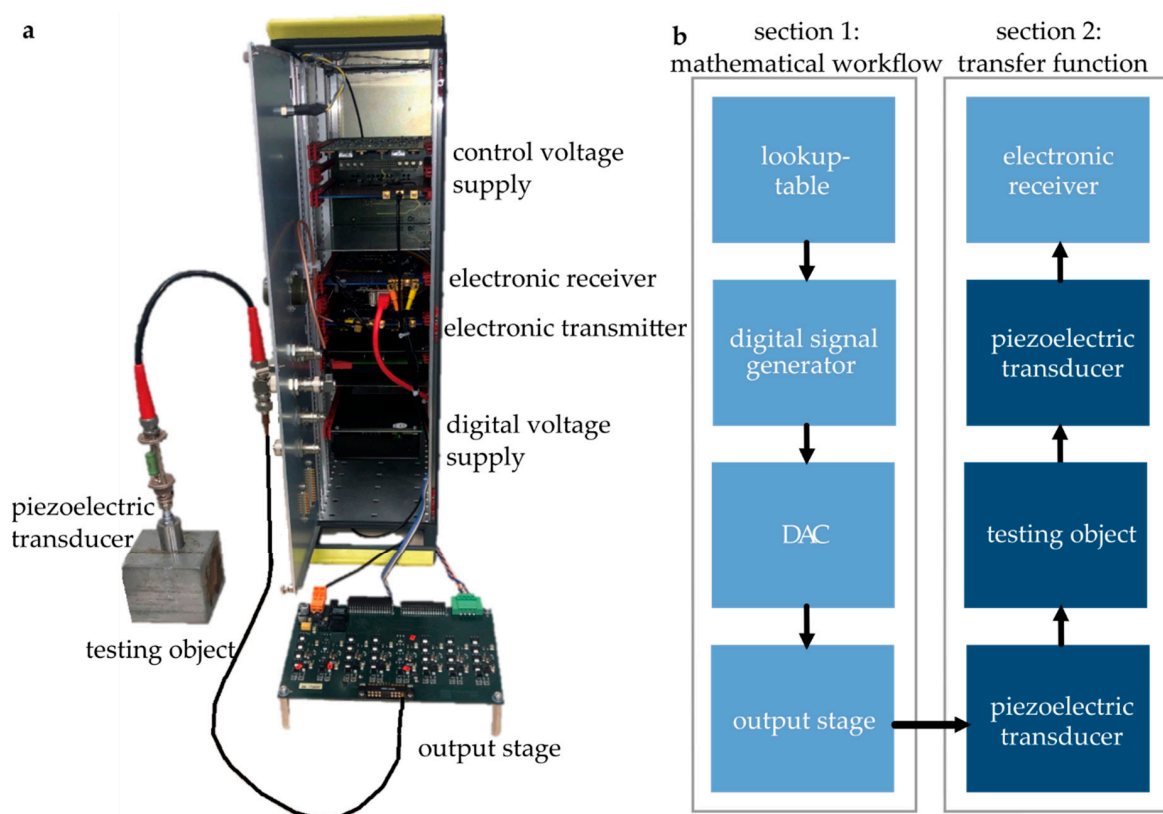 a
control voltage
supply
electronic receiver
electronic transmitter
digital voltage
supply
piezoelectric
transducer
testing object
output stage
b
section 1:
mathematical workflow
section 2:
transfer function
lookup-
table
digital signal
generator
DAC
output stage
electronic
receiver
piezoelectric
transducer
testing object
piezoelectric
transducer